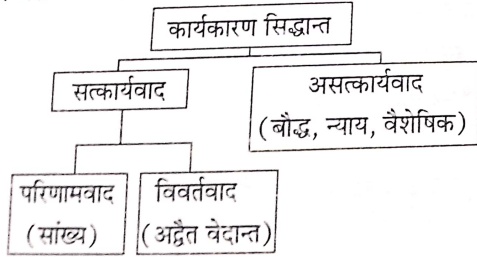 कार्यकारण सिद्धान्त
सत्कार्यवाद
असत्कार्यवाद
(बौद्ध, न्याय, वैशेषिक)
परिणामवाद
(सांख्य)
विवर्तवाद
(अद्वैत वेदान्त)